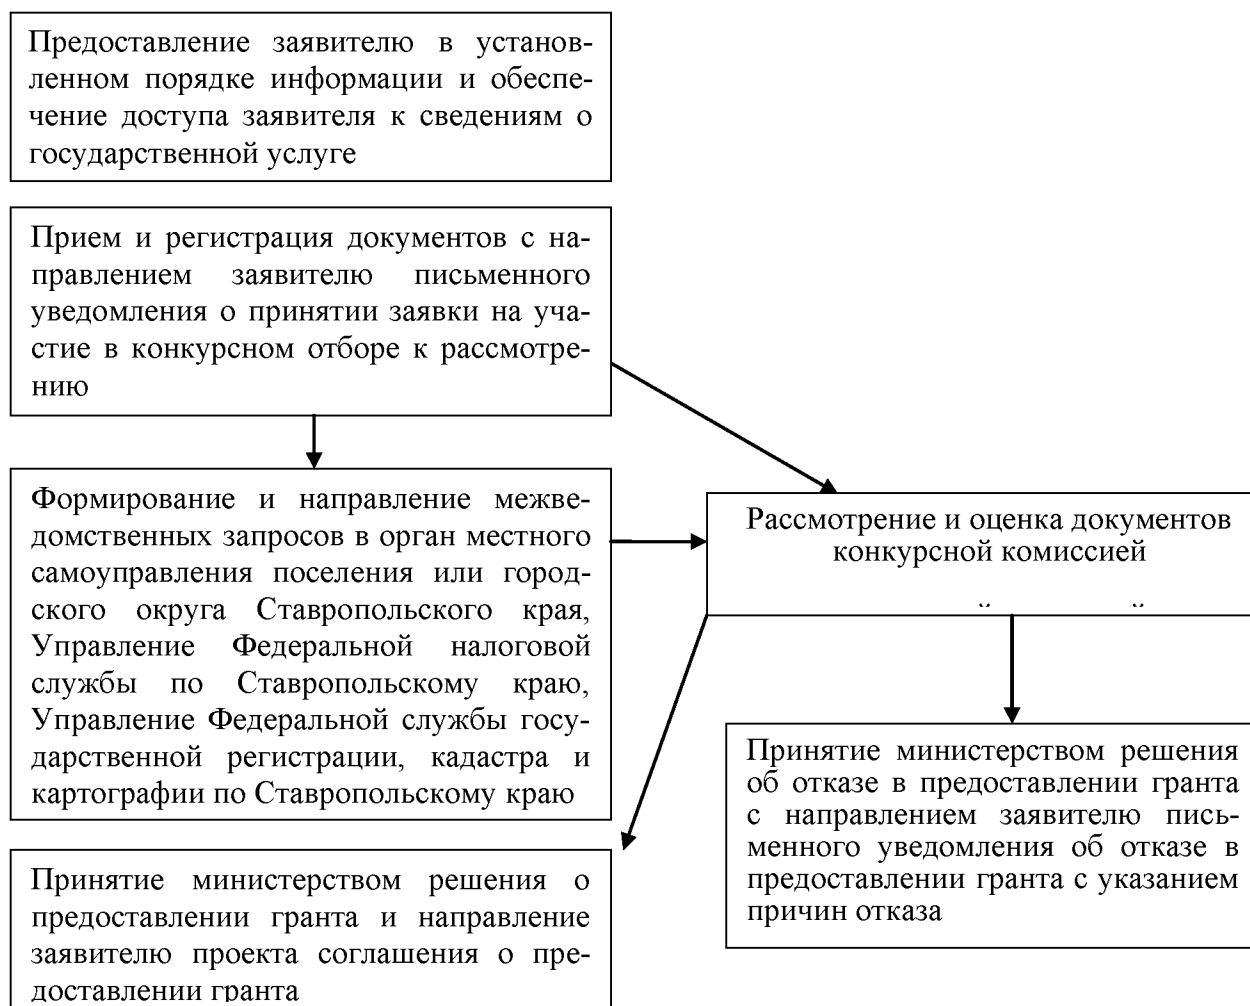 Предоставление заявителю в установ-
ленном порядке информации и обеспе-
чение доступа заявителя к сведениям о
государственной услуге
Прием и регистрация документов с на-
правлением заявителю письменного
уведомления о принятии заявки на уча-
стие в конкурсном отборе к рассмотре-
нию
Формирование и направление межве-
домственных запросов в орган местного
самоуправления поселения или город-
ского округа Ставропольского края,
Управление Федеральной налоговой
службы по Ставропольскому краю,
Управление Федеральной службы госу-
дарственной регистрации, кадастра и
картографии по Ставропольскому краю
Рассмотрение и оценка документов
конкурсной комиссией
Принятие министерством решения
об отказе в предоставлении гранта
с направлением заявителю пись-
менного уведомления об отказе в
предоставлении гранта с указанием
причин отказа
Принятие министерством решения о
предоставлении гранта и направление
заявителю проекта соглашения о пре-
доставлении гранта